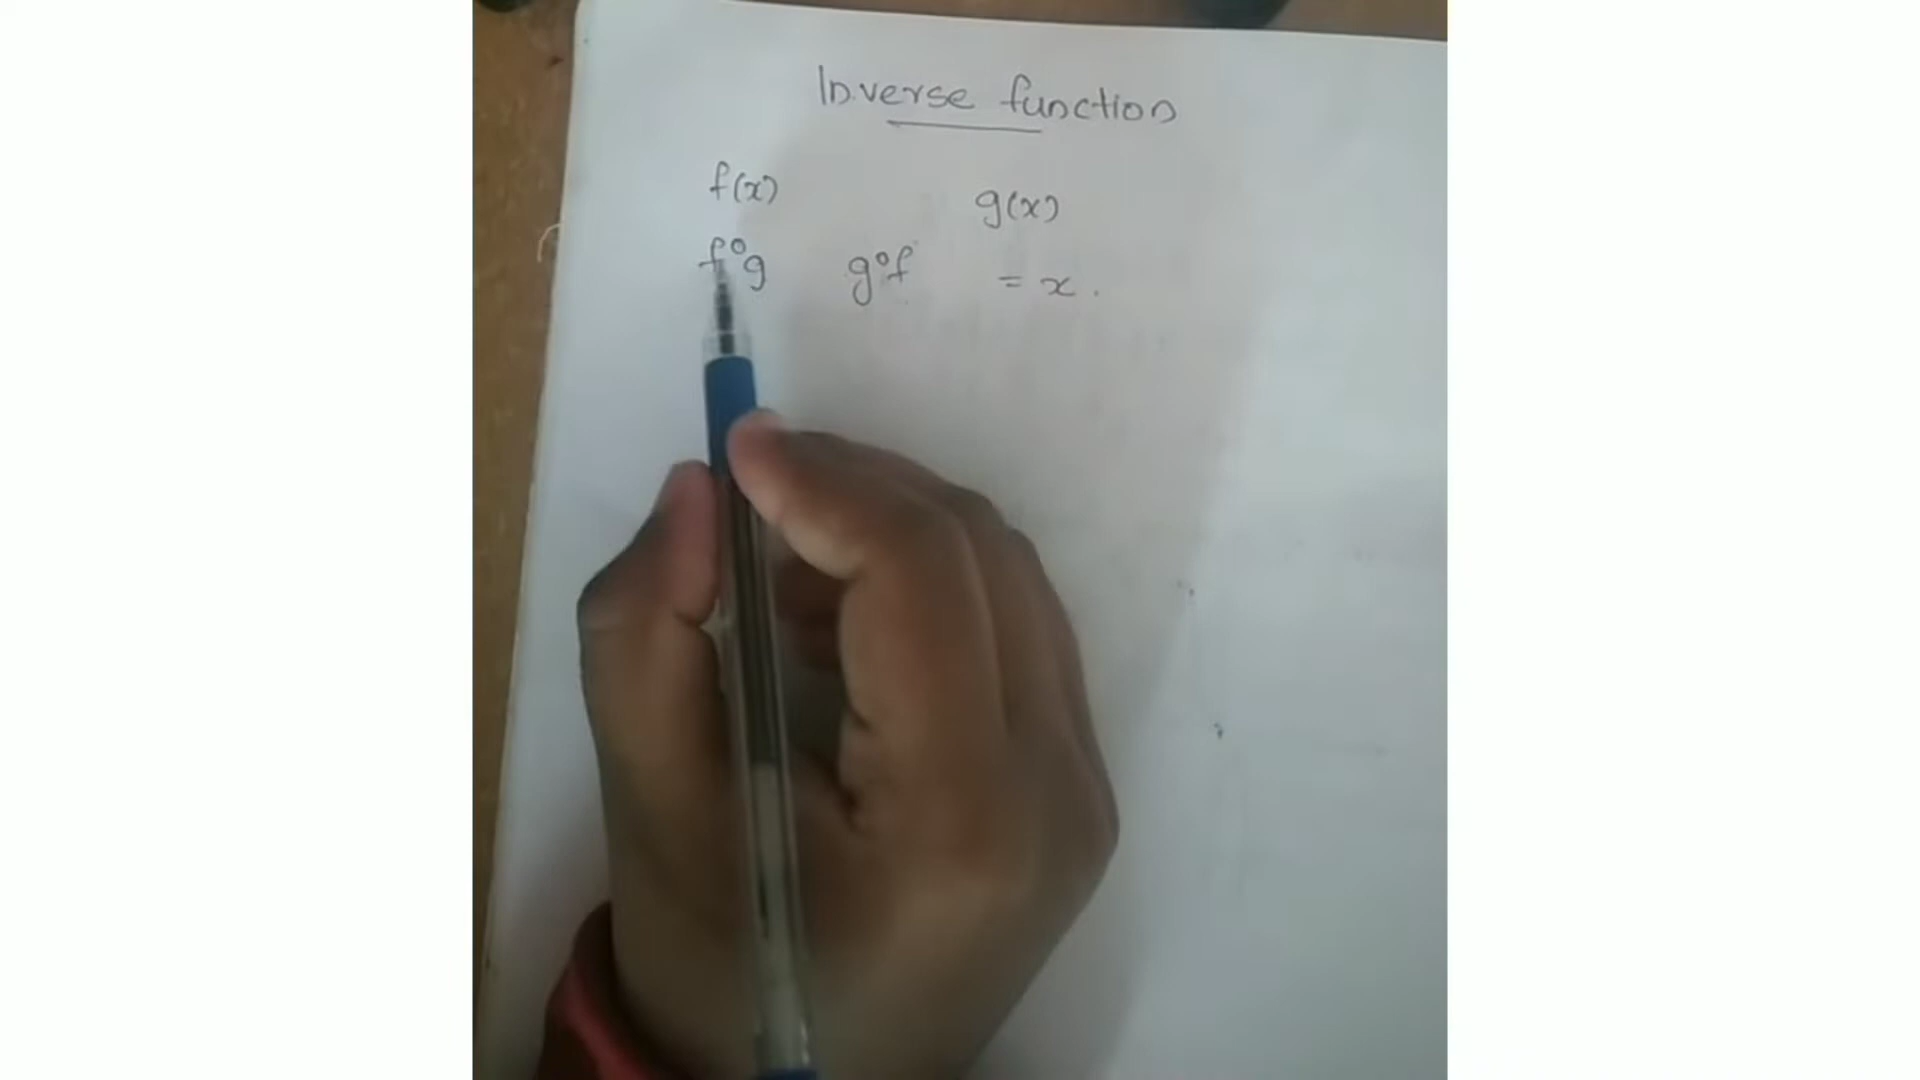 Inverse function
f(x) g(x)
f°g g°f = x.